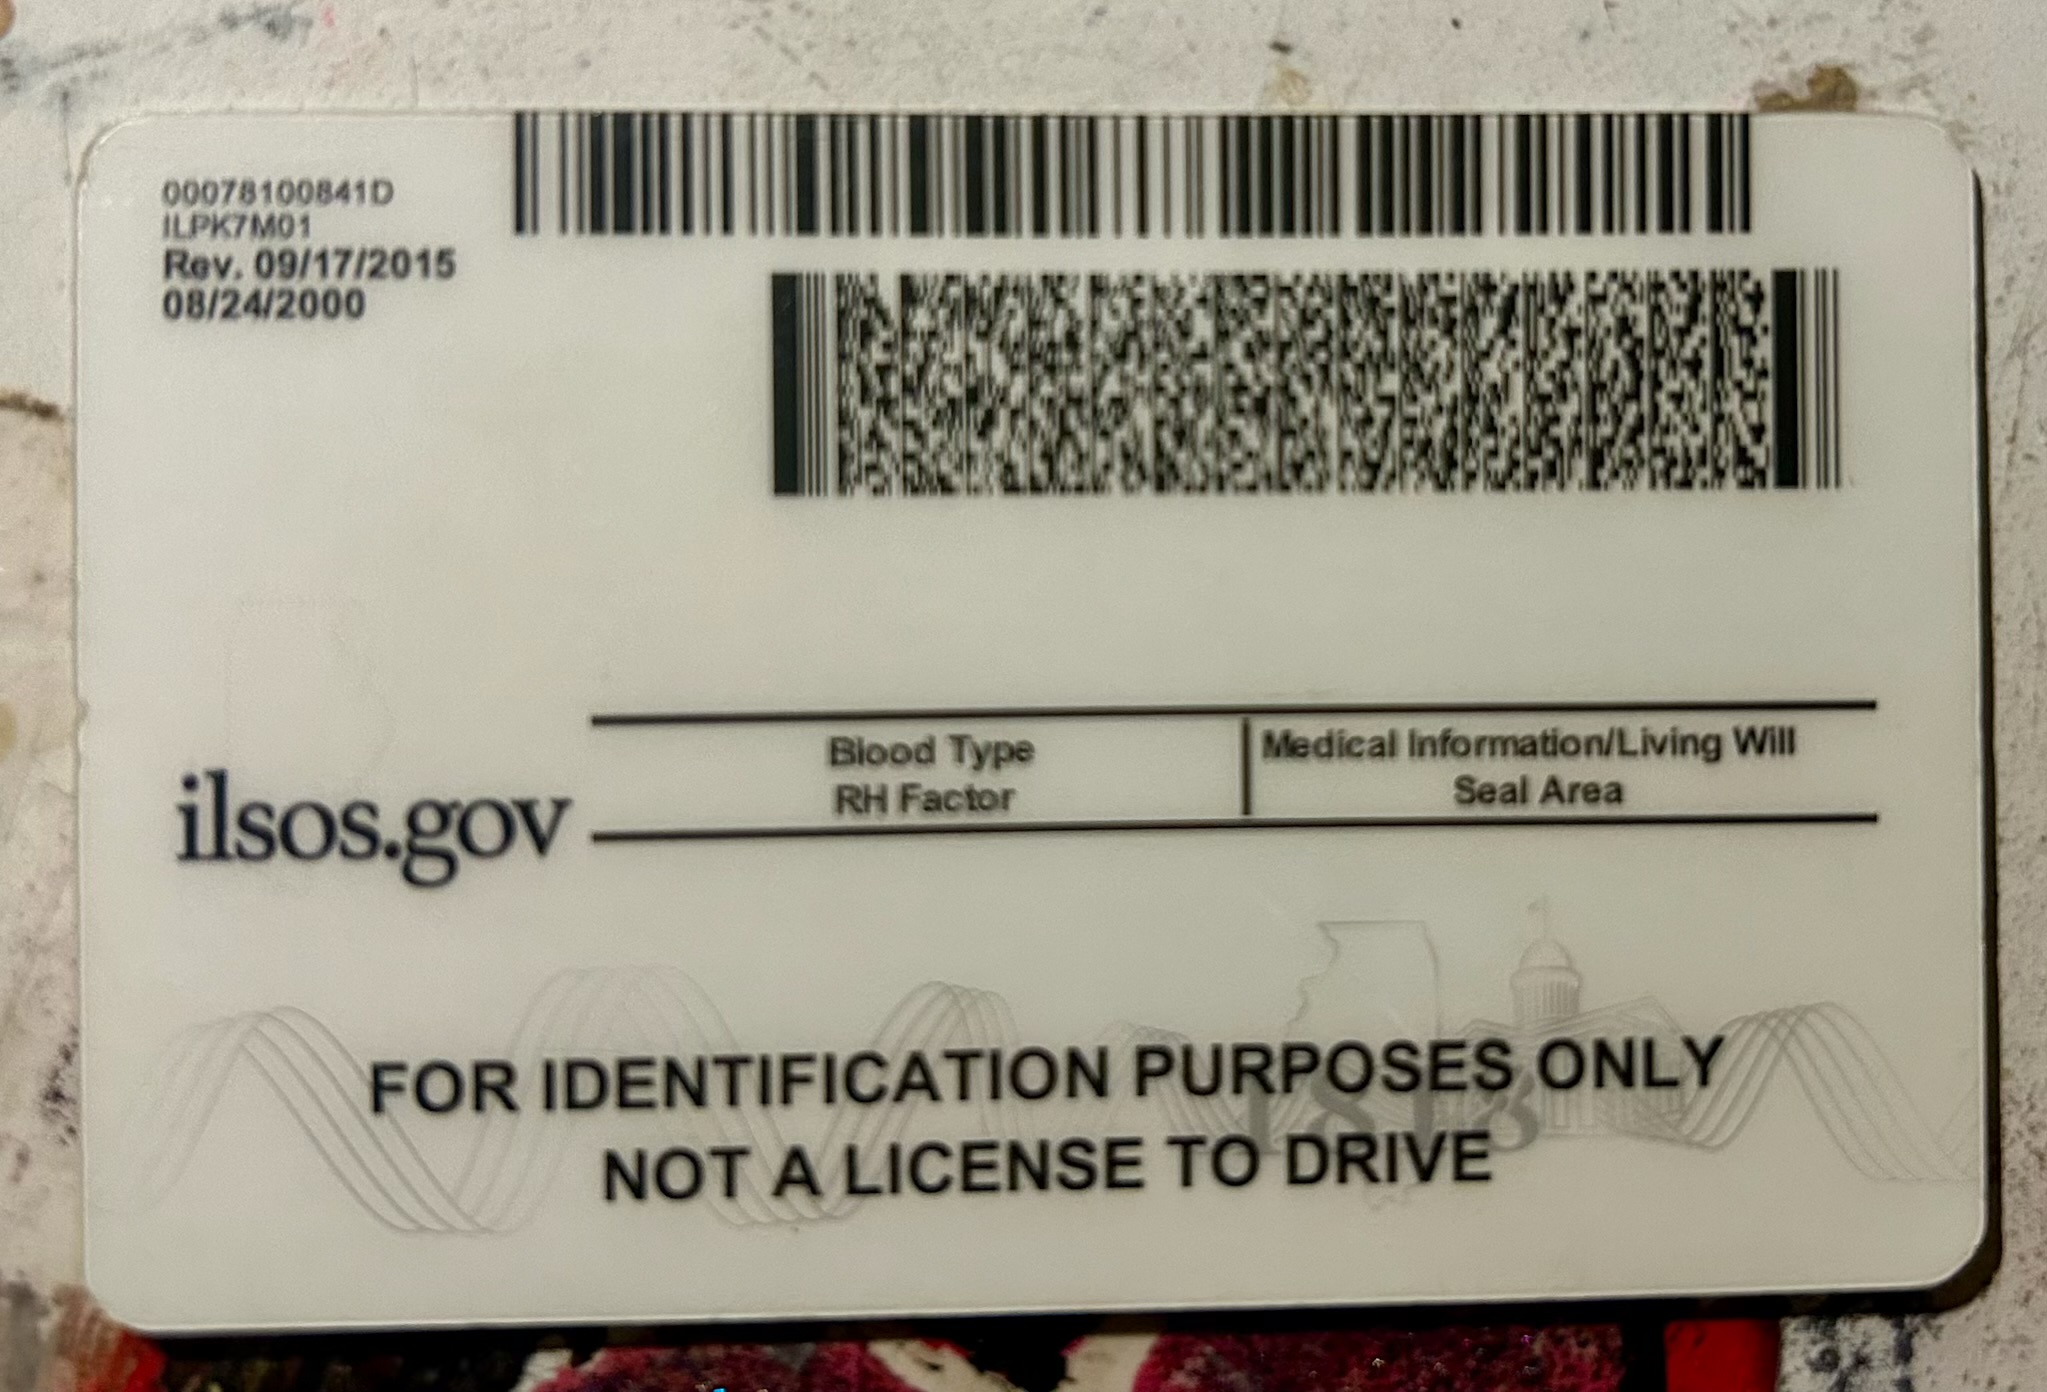 00078100841D
ILPK7M01
Rev. 09/17/2015
08/24/2000
Blood Type
RH Factor
Medical Information/Living Will
Seal Area
ilsos.gov
1818
FOR IDENTIFICATION PURPOSES ONLY
NOT A LICENSE TO DRIVE